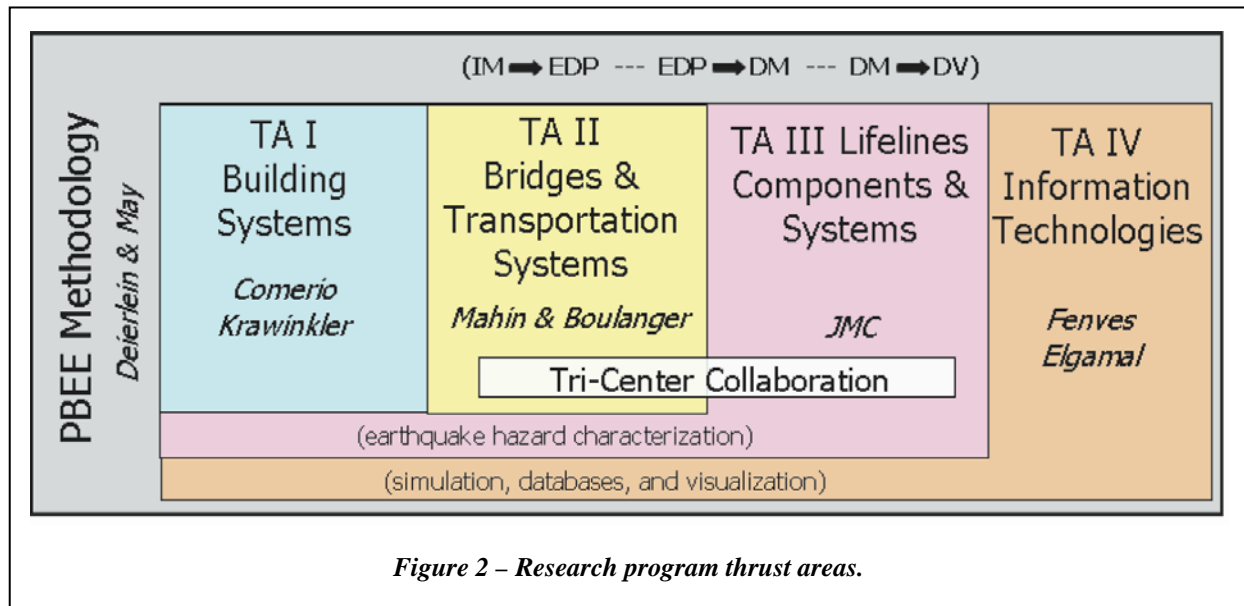 (IM ➡ EDP --- EDP ➡ DM --- DM ➡ DV)
PBEE Methodology
Deierlein & May
TA I
Building
Systems
Comerio
Krawinkler
TA II
Bridges &
Transportation
Systems
Mahin & Boulanger
TA III Lifelines
Components &
Systems
JMC
TA IV
Information
Technologies
Fenves
Elgamal
Tri-Center Collaboration
(earthquake hazard characterization)
(simulation, databases, and visualization)
Figure 2 – Research program thrust areas.